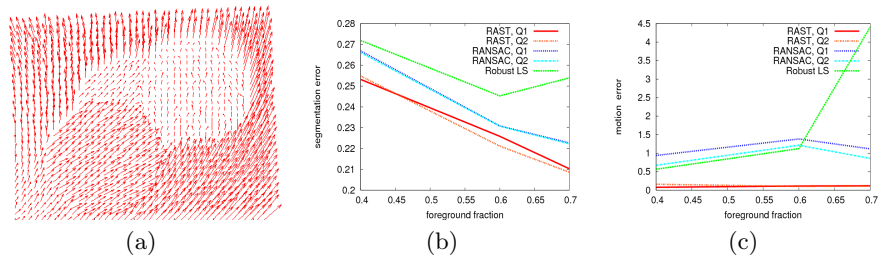 0.28
0.27
0.26
0.25
0.24
0.23
0.22
0.21
0.2
segmentation error
RAST, Q1
RAST, Q2
RANSAC, Q1
RANSAC, Q2
Robust LS
0.4 0.45 0.5 0.55 0.6 0.65 0.7
foreground fraction
4.5
4
3.5
3
2.5
2
1.5
1
0.5
0
motion error
RAST, Q1
RAST, Q2
RANSAC, Q1
RANSAC, Q2
Robust LS
0.4 0.45 0.5 0.55 0.6 0.65 0.7
foreground fraction
(a) (b) (c)